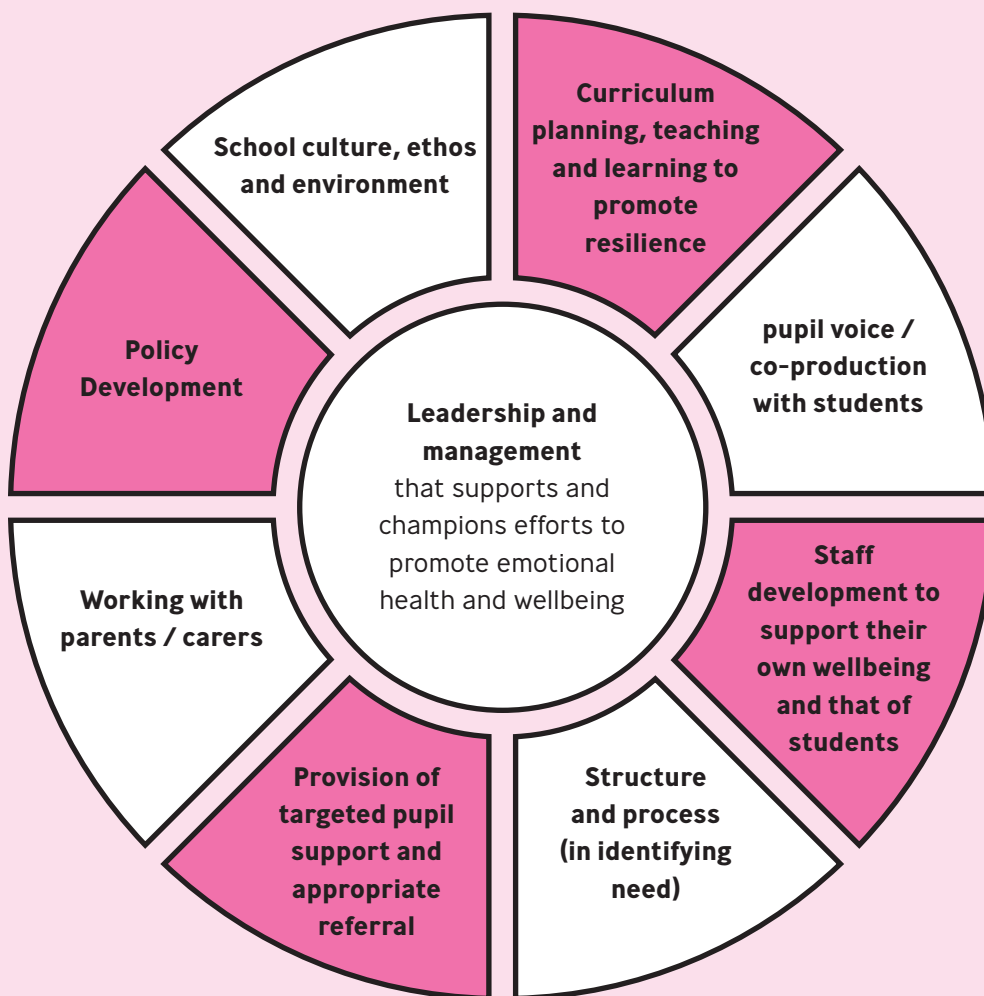 School culture, ethos
and environment
Curriculum
planning, teaching
and learning to
promote
resilience
pupil voice /
co-production
with students
Staff
development to
support their
own wellbeing
and that of
students
Structure
and process
(in identifying
need)
Provision of
targeted pupil
support and
appropriate
referral
Working with
parents / carers
Policy
Development
Leadership and
management
that supports and
champions efforts to
promote emotional
health and wellbeing